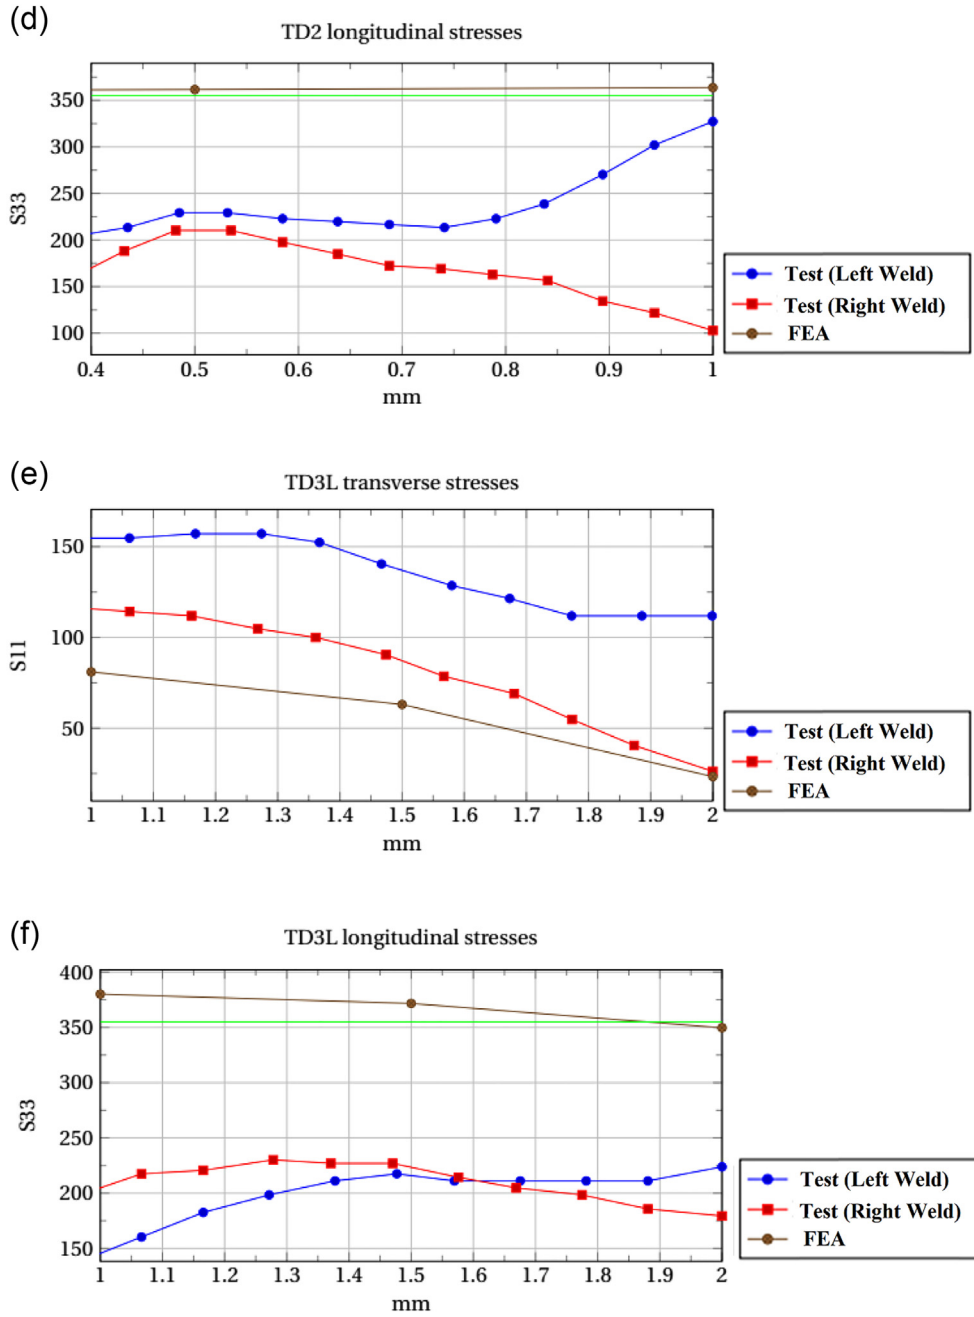 (d)
TD2 longitudinal stresses
350
300
250
200
150
100
S33
0.4 0.5 0.6 0.7 0.8 0.9 1
mm
Test (Left Weld)
Test (Right Weld)
FEA
(e)
TD3L transverse stresses
150
100
50
S11
1 1.1 1.2 1.3 1.4 1.5 1.6 1.7 1.8 1.9 2
mm
Test (Left Weld)
Test (Right Weld)
FEA
(f)
TD3L longitudinal stresses
400
350
300
250
200
150
S33
1 1.1 1.2 1.3 1.4 1.5 1.6 1.7 1.8 1.9 2
mm
Test (Left Weld)
Test (Right Weld)
FEA